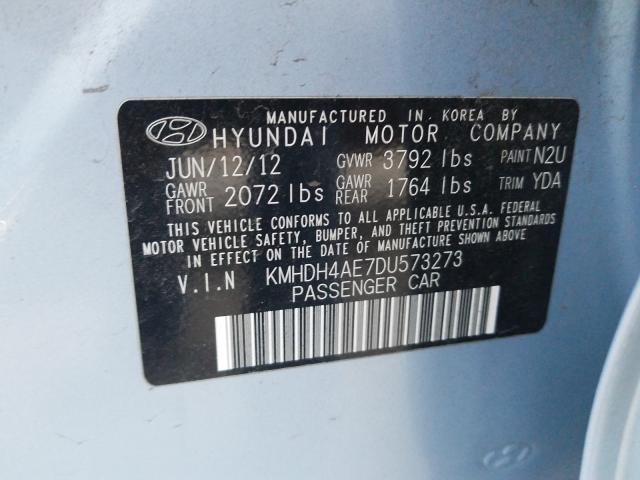 MANUFACTURED IN KOREA BY
HYUNDAI MOTOR COMPANY
JUN/12/12 GVWR 3792 lbs PAINT N2U
GAWR FRONT 2072 lbs GAWR REAR 1764 lbs TRIM YDA
THIS VEHICLE CONFORMS TO ALL APPLICABLE U.S.A. FEDERAL
MOTOR VEHICLE SAFETY, BUMPER, AND THEFT PREVENTION STANDARDS
IN EFFECT ON THE DATE OF MANUFACTURE SHOWN ABOVE
V.I.N KMHDH4AE7DU573273
PASSENGER CAR